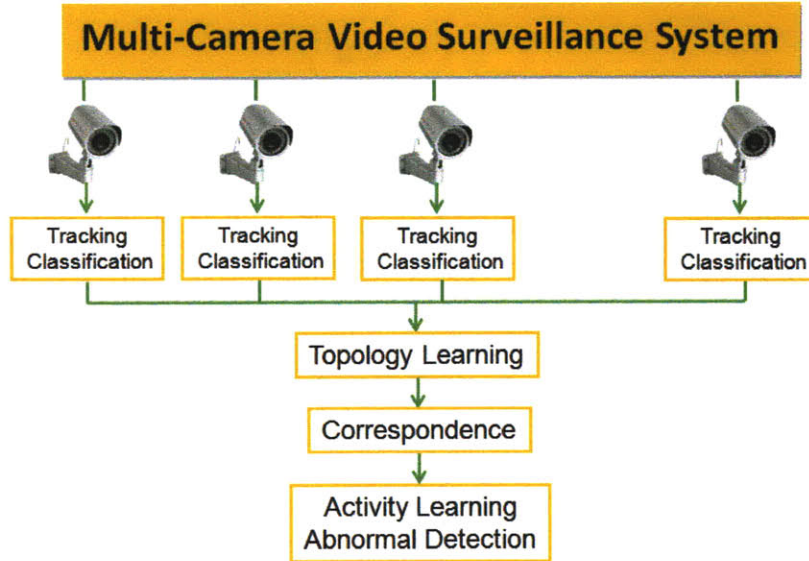 Multi-Camera Video Surveillance System
Tracking
Classification
Tracking
Classification
Tracking
Classification
Tracking
Classification
Topology Learning
Correspondence
Activity Learning
Abnormal Detection